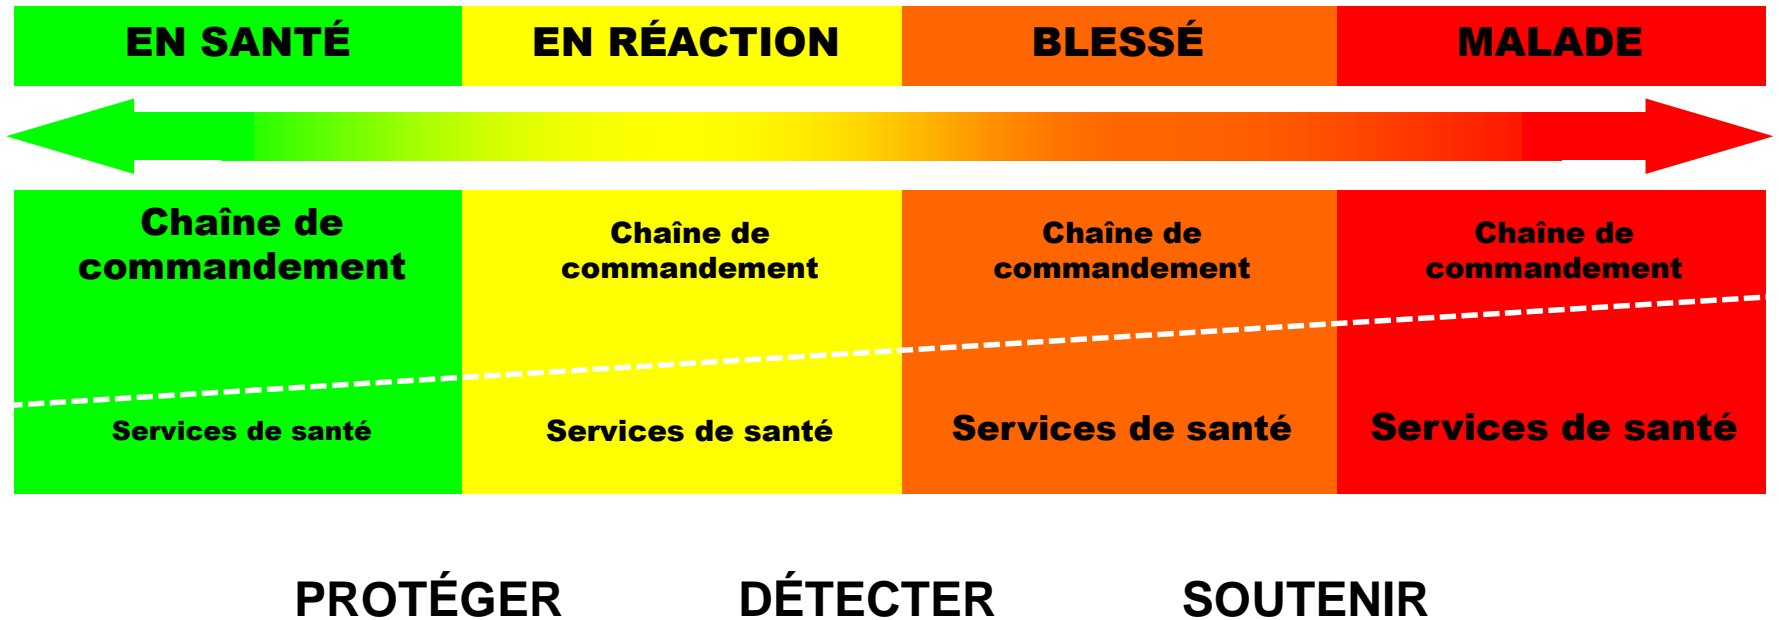 EN SANTÉ
EN RÉACTION
BLESSÉ
MALADE
Chaîne de
commandement
Chaîne de
commandement
Chaîne de
commandement
Chaîne de
commandement
Services de santé
Services de santé
Services de santé
Services de santé
PROTÉGER
DÉTECTER
SOUTENIR